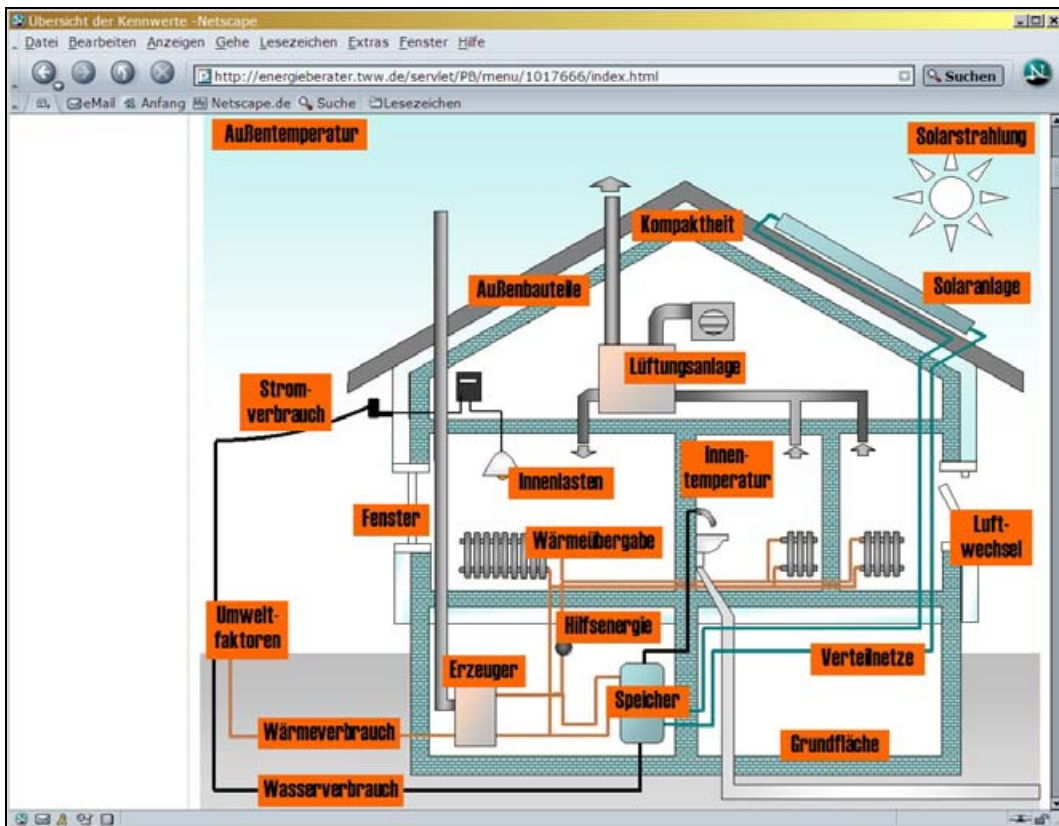 Übersicht der Kennwerte -Netscape
Datei Bearbeiten Anzeigen Gehe Lesezeichen Extras Fenster Hilfe
http://energieberater.tww.de/servlet/PB/menu/1017666/index.html
Suchen
N
eMail Anfang Netscape.de Suche Lesezeichen
Außentemperatur
Solarstrahlung
Kompaktheit
Außenbauteile
Solaranlage
Lüftungsanlage
Strom-
verbrauch
Innenlasten
Innen-
temperatur
Fenster
Wärmeübergabe
Luft-
wechsel
Umwelt-
faktoren
Hilfsenergie
Erzeuger
Verteilnetze
Speicher
Wärmeverbrauch
Grundfläche
Wasserverbrauch